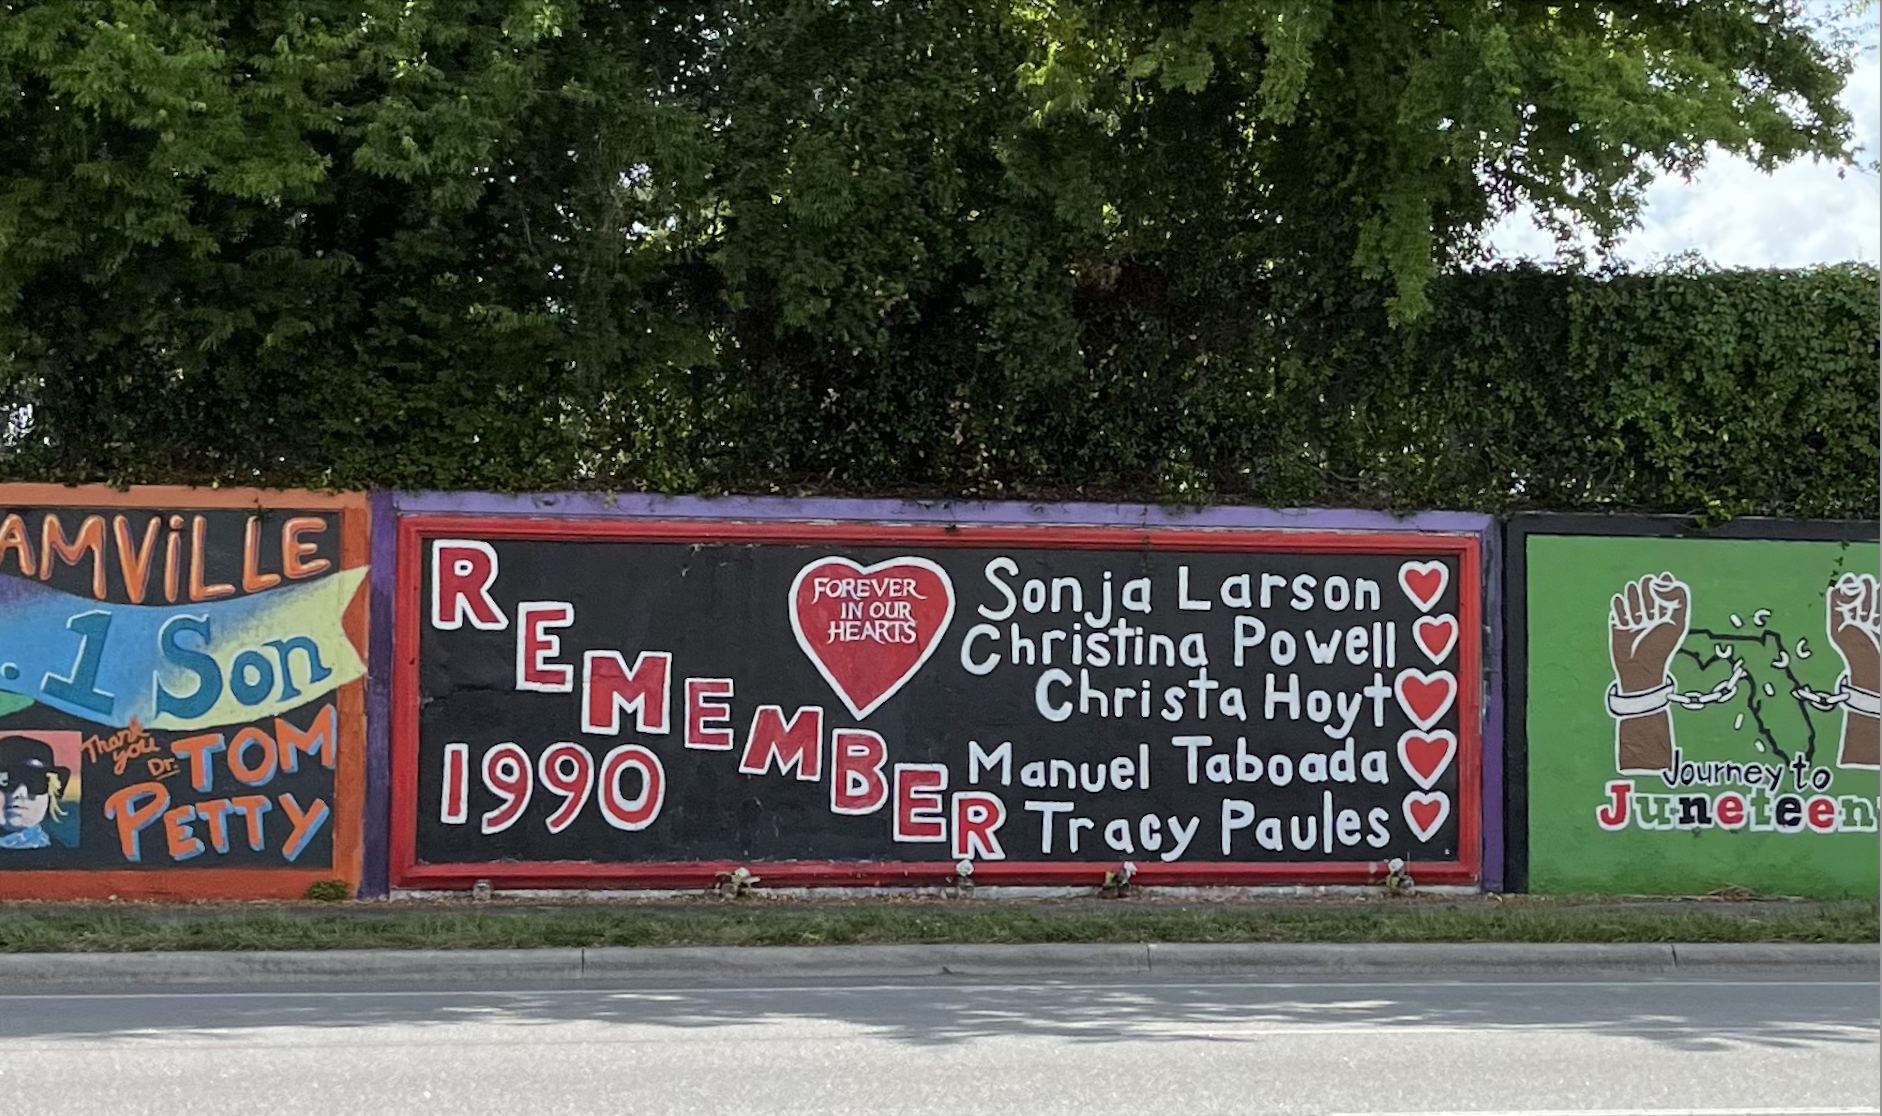 AMVILLE
. 1 Son
Thank
you
Dr. TOM
PETTY
REMEMBER
1990
FOREVER
IN OUR
HEARTS
Sonja Larson
Christina Powell
Christa Hoyt
Manuel Taboada
Tracy Paules
Journey to
Juneteen